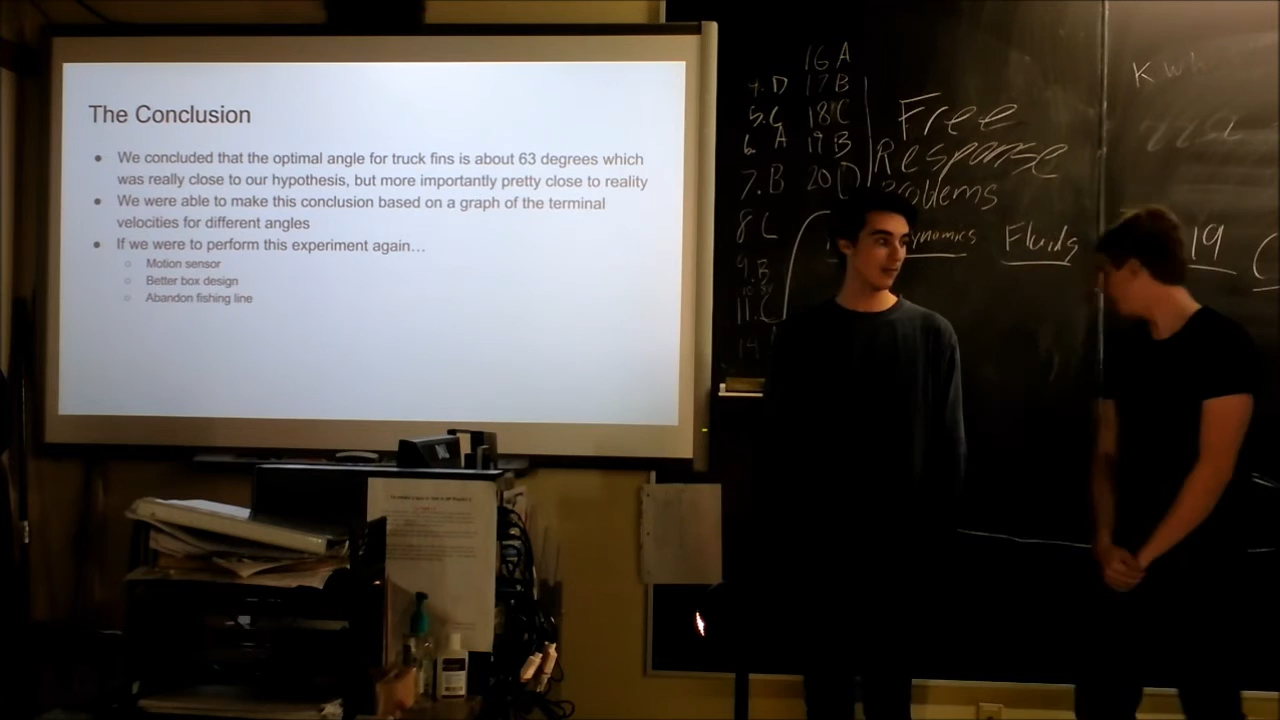 The Conclusion
● We concluded that the optimal angle for truck fins is about 63 degrees which
was really close to our hypothesis, but more importantly pretty close to reality
● We were able to make this conclusion based on a graph of the terminal
velocities for different angles
● If we were to perform this experiment again…
○ Motion sensor
○ Better box design
○ Abandon fishing line
16 A
17 B
18 C
19 B
20 D
5. C
6. A
7. B
8 C
9. B
11. C
14
Free
Response
Problems
ynamics
Fluids
19